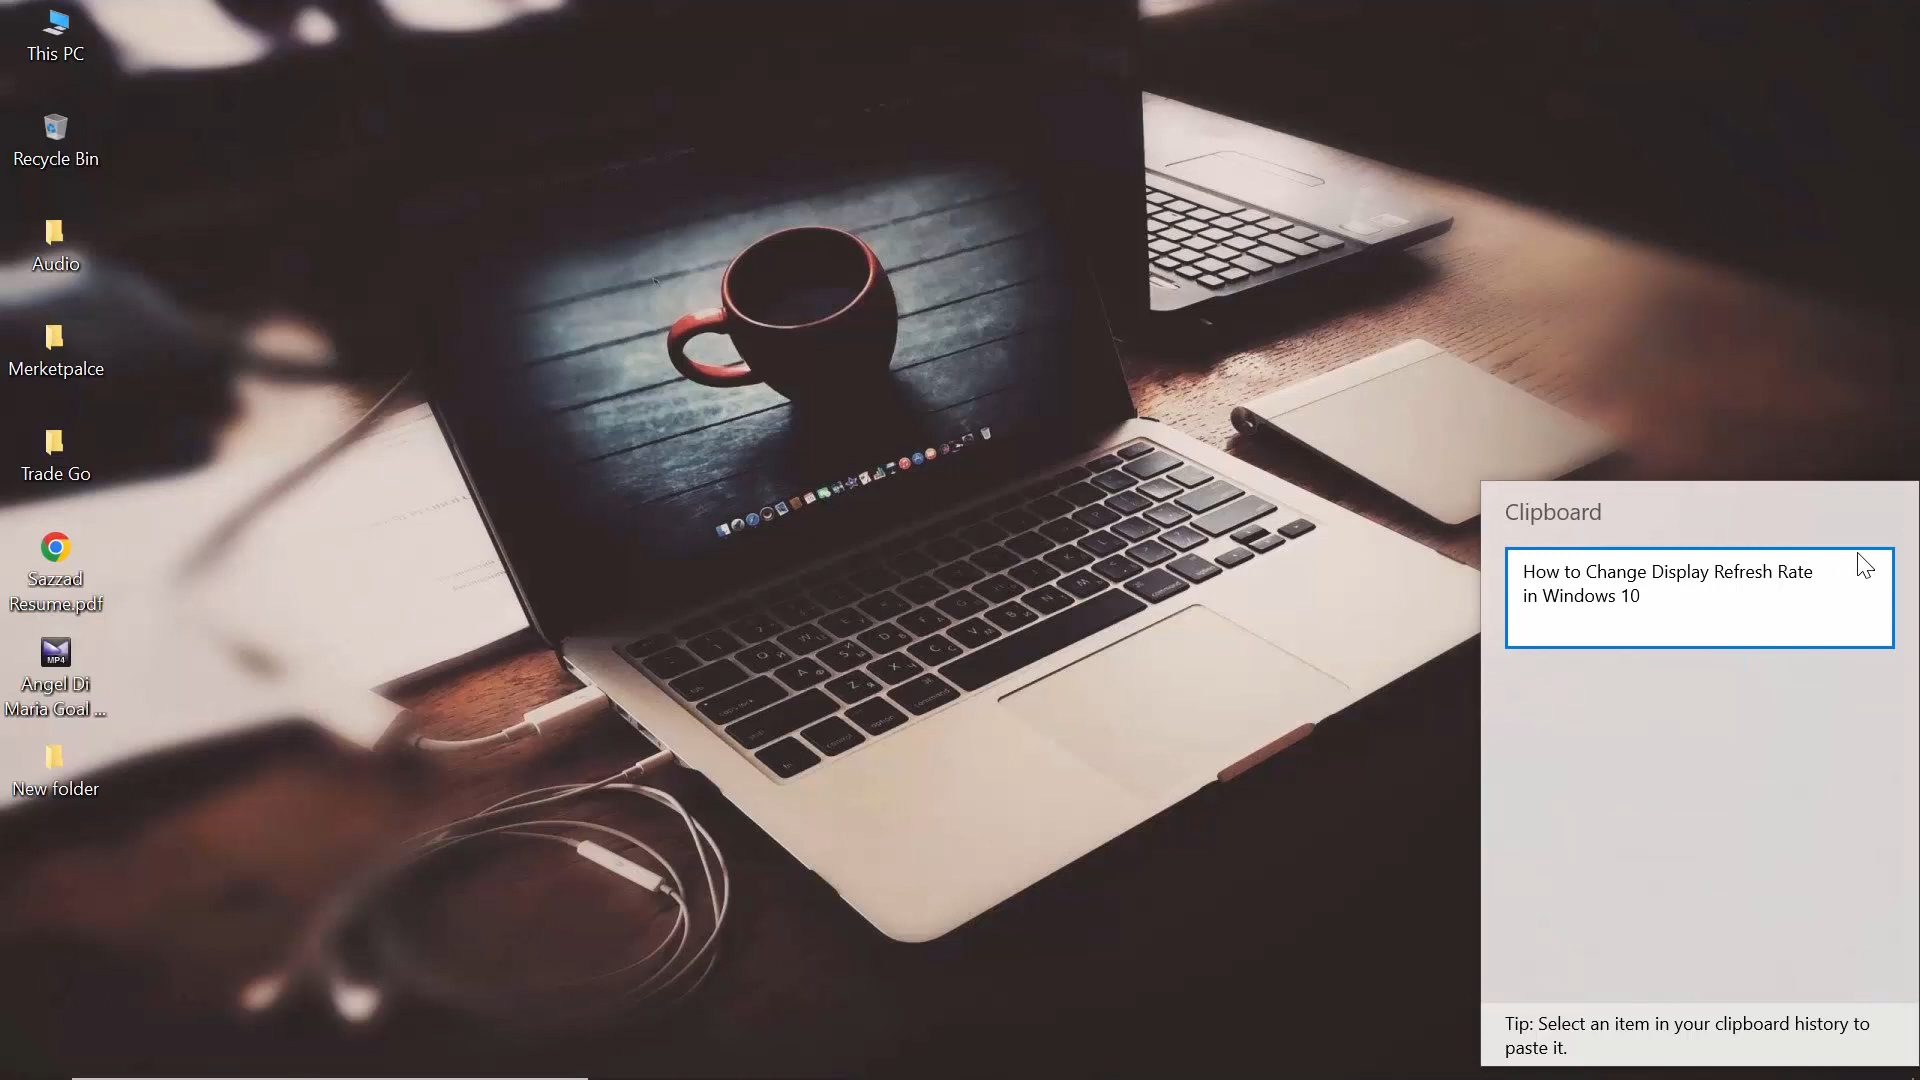 This PC
Recycle Bin
Audio
Merketpalce
Trade Go
Sazzad
Resume.pdf
MP4
Angel Di
Maria Goal ...
New folder
Clipboard
How to Change Display Refresh Rate
in Windows 10
Tip: Select an item in your clipboard history to
paste it.